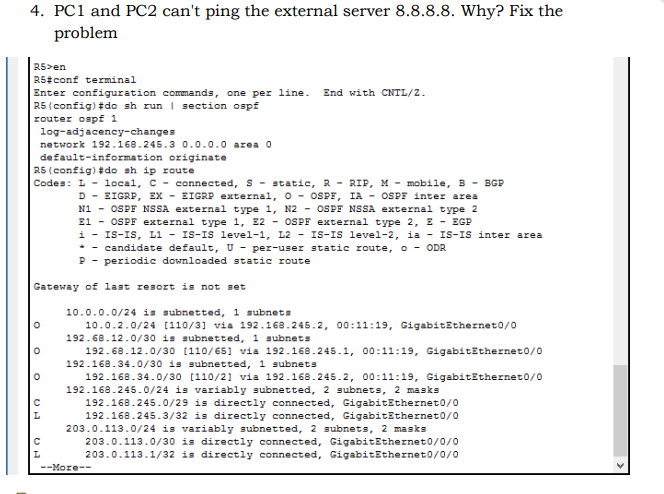 4. PC1 and PC2 can't ping the external server 8.8.8.8. Why? Fix the
problem
R5>en
R5#conf terminal
Enter configuration commands, one per line.  End with CNTL/Z.
R5(config)#do sh run | section ospf
router ospf 1
 log-adjacency-changes
 network 192.168.245.3 0.0.0.0 area 0
 default-information originate
R5(config)#do sh ip route
Codes: L - local, C - connected, S - static, R - RIP, M - mobile, B - BGP
       D - EIGRP, EX - EIGRP external, O - OSPF, IA - OSPF inter area
       N1 - OSPF NSSA external type 1, N2 - OSPF NSSA external type 2
       E1 - OSPF external type 1, E2 - OSPF external type 2, E - EGP
       i - IS-IS, L1 - IS-IS level-1, L2 - IS-IS level-2, ia - IS-IS inter area
       * - candidate default, U - per-user static route, o - ODR
       P - periodic downloaded static route
Gateway of last resort is not set
     10.0.0.0/24 is subnetted, 1 subnets
O       10.0.2.0/24 [110/3] via 192.168.245.2, 00:11:19, GigabitEthernet0/0
     192.68.12.0/30 is subnetted, 1 subnets
O       192.68.12.0/30 [110/65] via 192.168.245.1, 00:11:19, GigabitEthernet0/0
     192.168.34.0/30 is subnetted, 1 subnets
O       192.168.34.0/30 [110/2] via 192.168.245.2, 00:11:19, GigabitEthernet0/0
     192.168.245.0/24 is variably subnetted, 2 subnets, 2 masks
C       192.168.245.0/29 is directly connected, GigabitEthernet0/0
L       192.168.245.3/32 is directly connected, GigabitEthernet0/0
     203.0.113.0/24 is variably subnetted, 2 subnets, 2 masks
C       203.0.113.0/30 is directly connected, GigabitEthernet0/0/0
L       203.0.113.1/32 is directly connected, GigabitEthernet0/0/0
 --More--